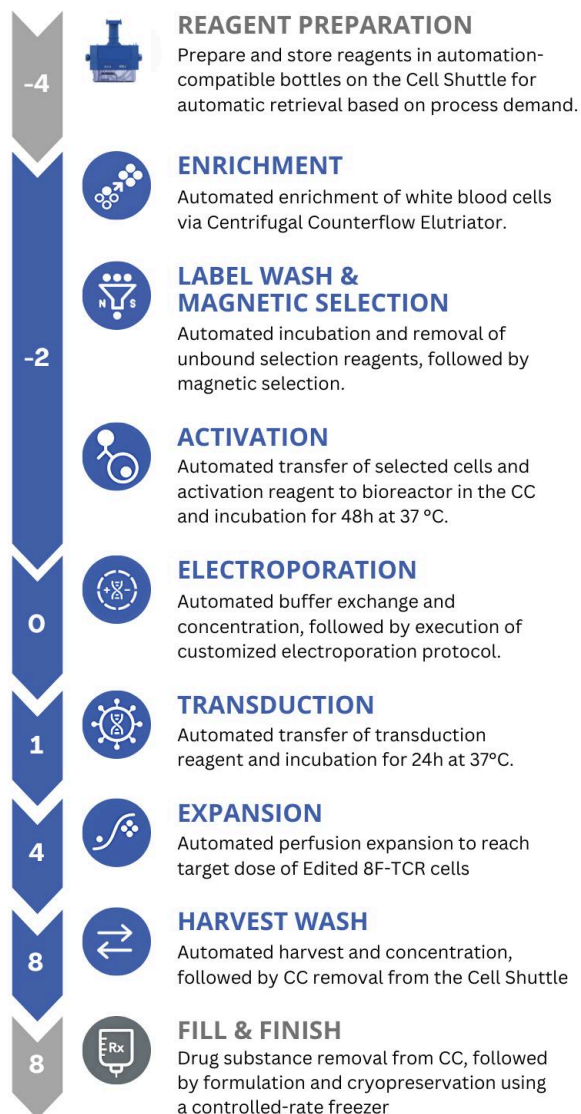 -4
REAGENT PREPARATION
Prepare and store reagents in automation-
compatible bottles on the Cell Shuttle for
automatic retrieval based on process demand.
-2
ENRICHMENT
Automated enrichment of white blood cells
via Centrifugal Counterflow Elutriator.
N S
LABEL WASH &
MAGNETIC SELECTION
Automated incubation and removal of
unbound selection reagents, followed by
magnetic selection.
ACTIVATION
Automated transfer of selected cells and
activation reagent to bioreactor in the CC
and incubation for 48h at 37 °C.
0
+ -
ELECTROPORATION
Automated buffer exchange and
concentration, followed by execution of
customized electroporation protocol.
1
TRANSDUCTION
Automated transfer of transduction
reagent and incubation for 24h at 37°C.
4
EXPANSION
Automated perfusion expansion to reach
target dose of Edited 8F-TCR cells
8
HARVEST WASH
Automated harvest and concentration,
followed by CC removal from the Cell Shuttle
8
Rx
FILL & FINISH
Drug substance removal from CC, followed
by formulation and cryopreservation using
a controlled-rate freezer